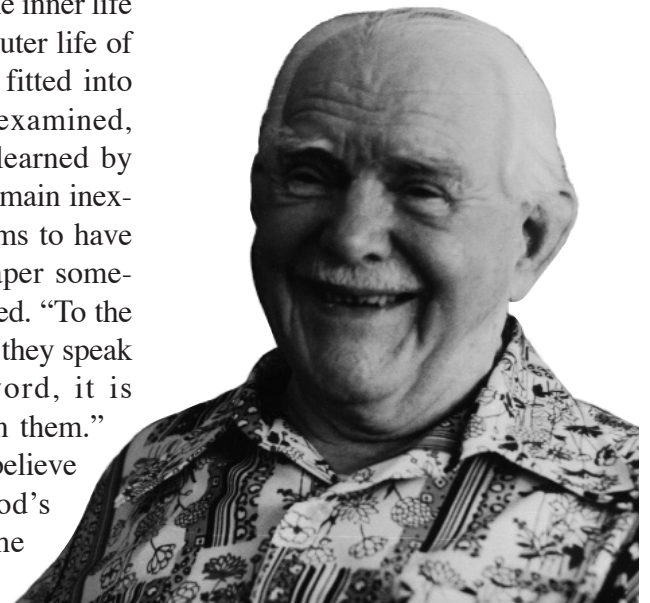 e inner life
uter life of
fitted into
examined,
learned by
main inex-
ms to have
aper some-
ed. “To the
they speak
ord, it is
n them.”
believe
od’s
ne